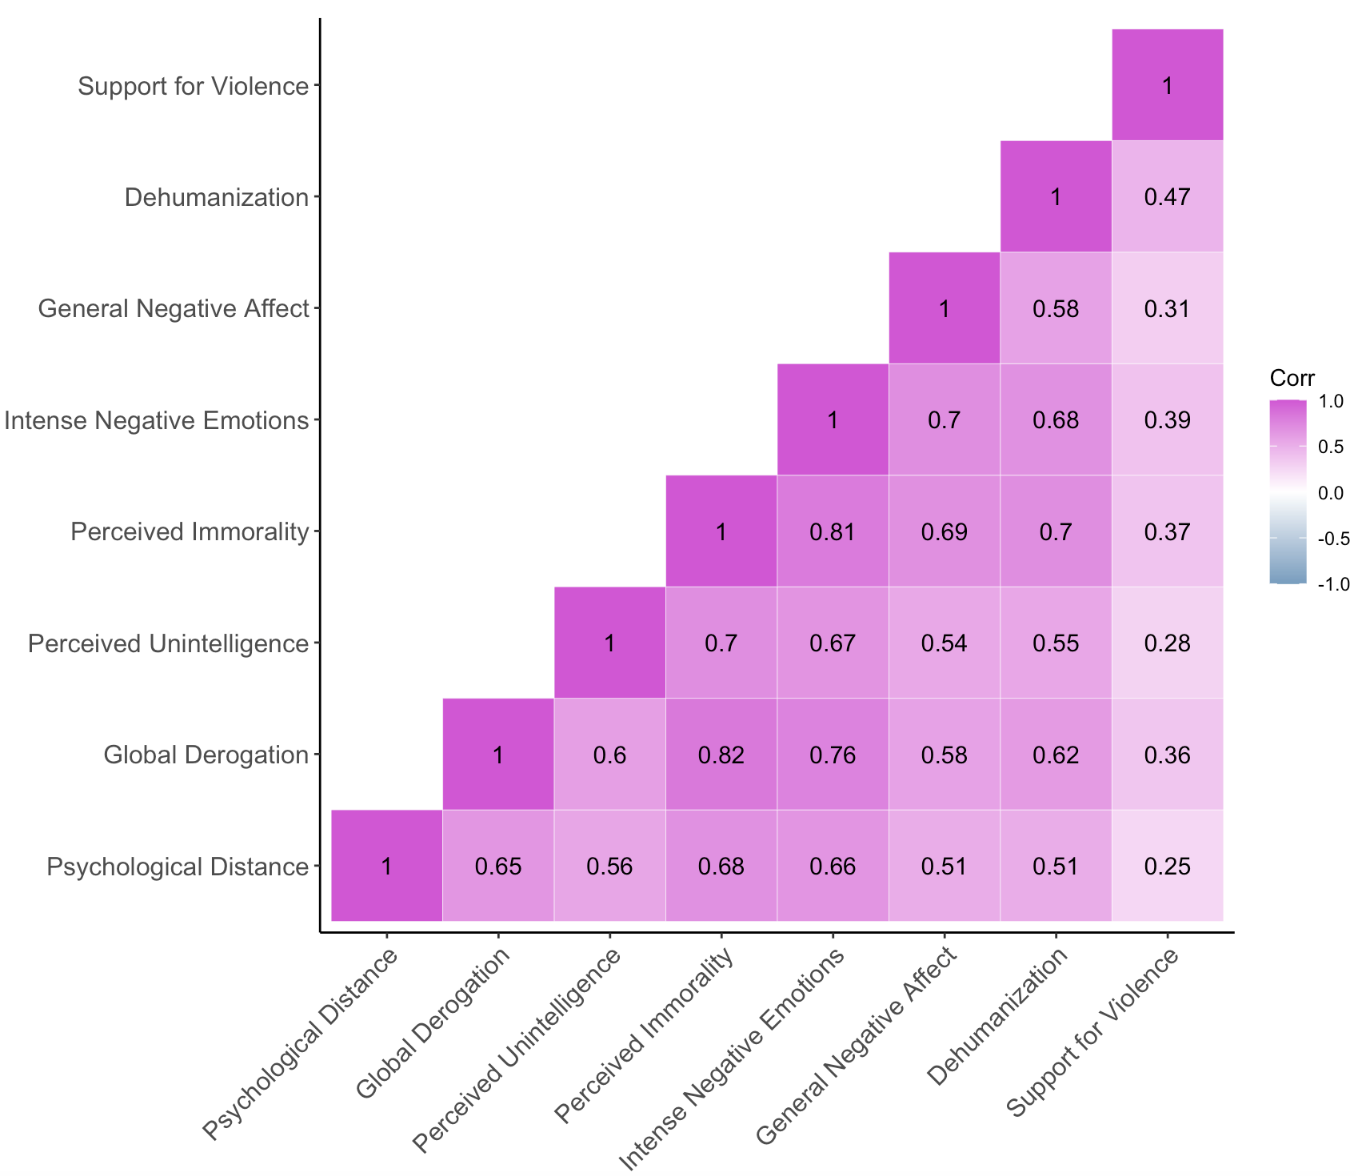 Support for Violence 1
Dehumanization 1 0.47
General Negative Affect 1 0.58 0.31
Intense Negative Emotions 1 0.7 0.68 0.39
Perceived Immorality 1 0.81 0.69 0.7 0.37
Perceived Unintelligence 1 0.7 0.67 0.54 0.55 0.28
Global Derogation 1 0.6 0.82 0.76 0.58 0.62 0.36
Psychological Distance 1 0.65 0.56 0.68 0.66 0.51 0.51 0.25
Psychological Distance
Global Derogation
Perceived Unintelligence
Perceived Immorality
Intense Negative Emotions
General Negative Affect
Dehumanization
Support for Violence
Corr
1.0
0.5
0.0
-0.5
-1.0